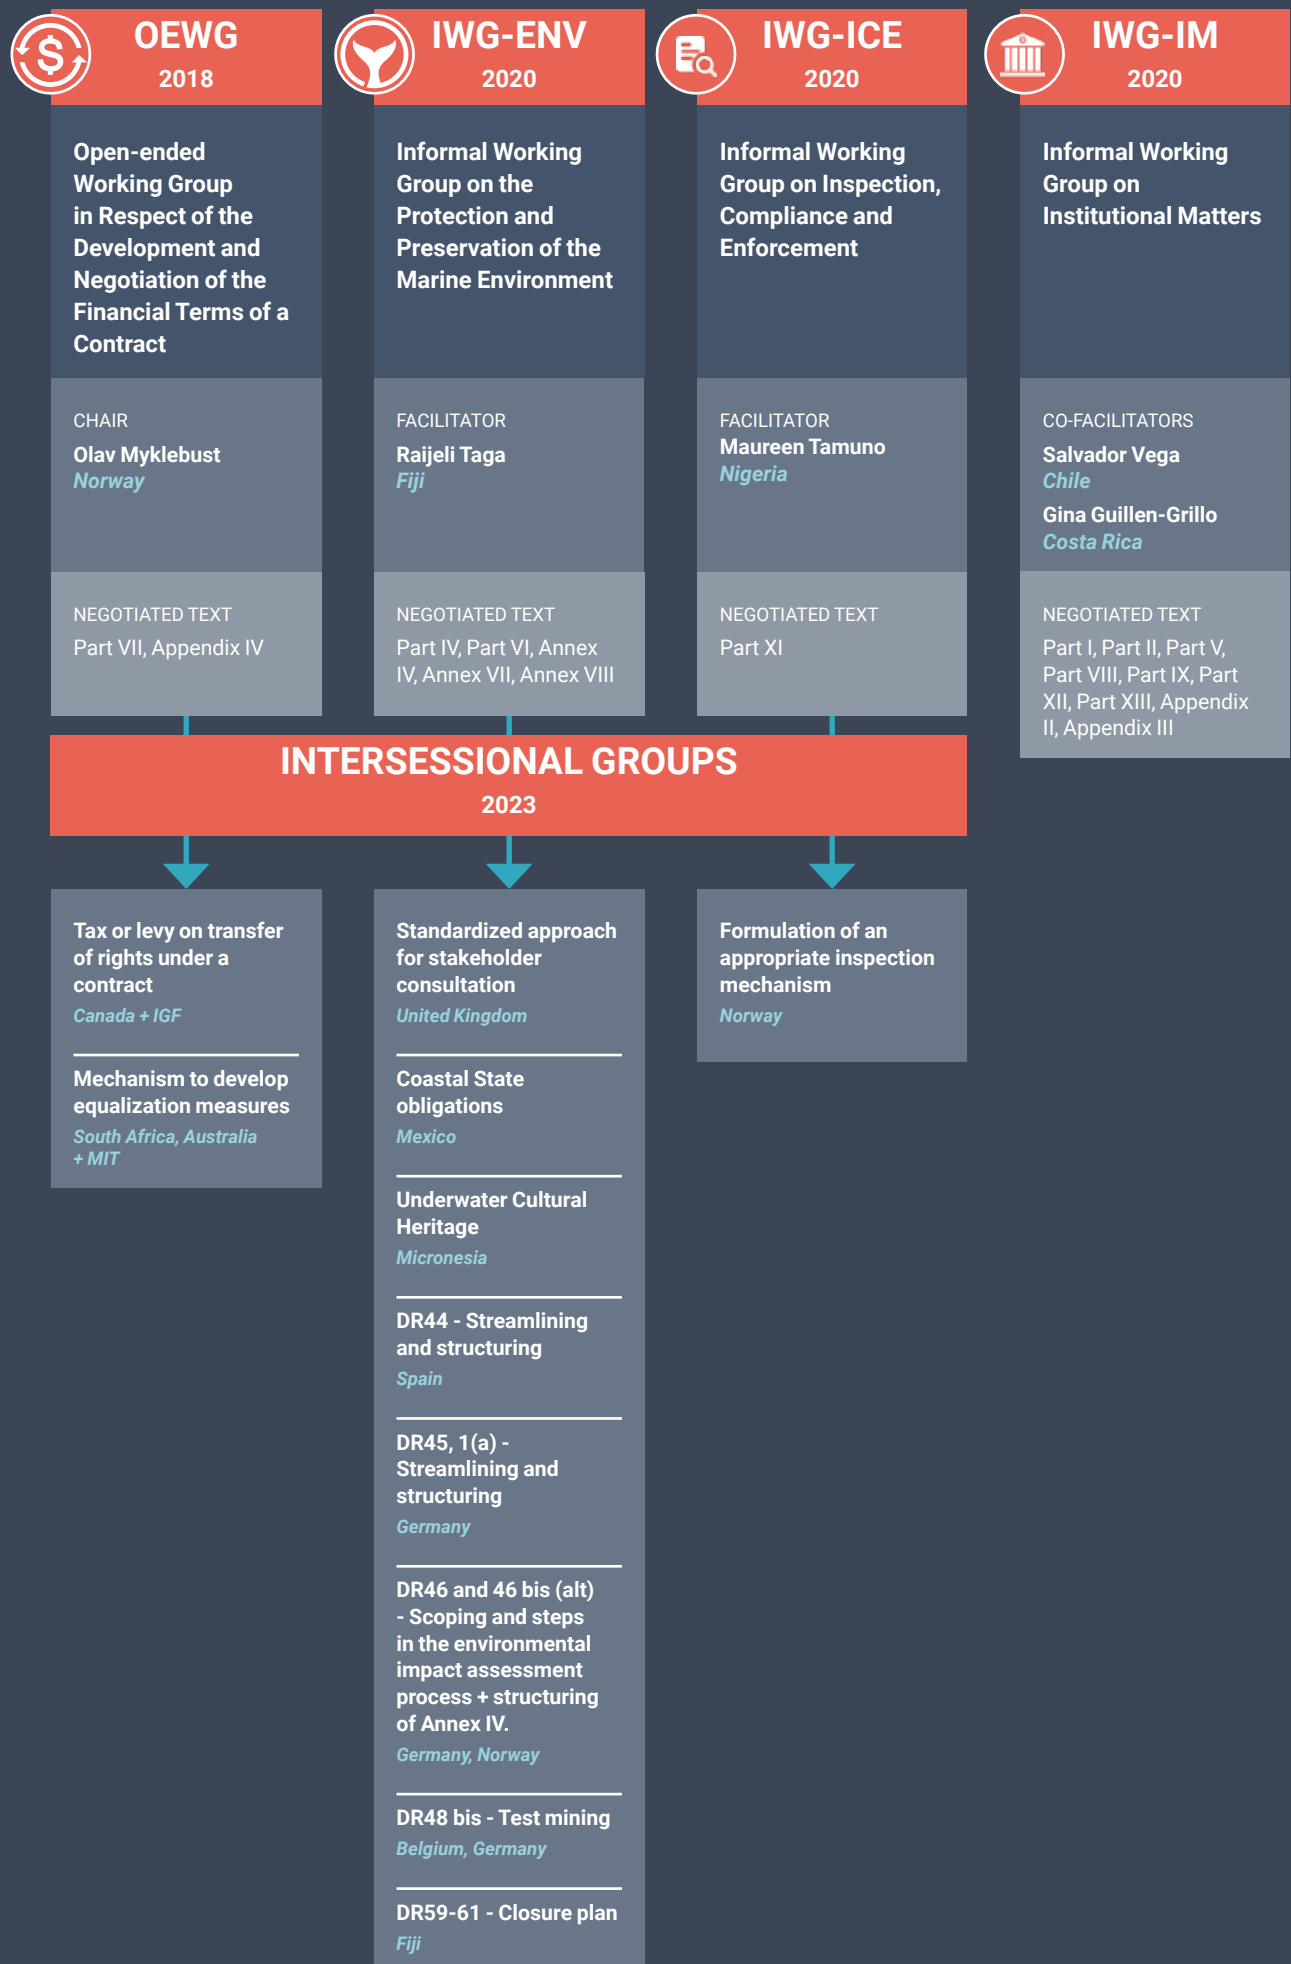 OEWG
2018
Open-ended
Working Group
in Respect of the
Development and
Negotiation of the
Financial Terms of a
Contract
CHAIR
Olav Myklebust
Norway
NEGOTIATED TEXT
Part VII, Appendix IV
IWG-ENV
2020
Informal Working
Group on the
Protection and
Preservation of the
Marine Environment
FACILITATOR
Raijeli Taga
Fiji
NEGOTIATED TEXT
Part IV, Part VI, Annex
IV, Annex VII, Annex VIII
IWG-ICE
2020
Informal Working
Group on Inspection,
Compliance and
Enforcement
FACILITATOR
Maureen Tamuno
Nigeria
NEGOTIATED TEXT
Part XI
IWG-IM
2020
Informal Working
Group on
Institutional Matters
CO-FACILITATORS
Salvador Vega
Chile
Gina Guillen-Grillo
Costa Rica
NEGOTIATED TEXT
Part I, Part II, Part V,
Part VIII, Part IX, Part
XII, Part XIII, Appendix
II, Appendix III
INTERSESSIONAL GROUPS
2023
Tax or levy on transfer
of rights under a
contract
Canada + IGF
Mechanism to develop
equalization measures
South Africa, Australia
+ MIT
Standardized approach
for stakeholder
consultation
United Kingdom
Coastal State
obligations
Mexico
Underwater Cultural
Heritage
Micronesia
DR44 - Streamlining
and structuring
Spain
DR45, 1(a) -
Streamlining and
structuring
Germany
DR46 and 46 bis (alt)
- Scoping and steps
in the environmental
impact assessment
process + structuring
of Annex IV.
Germany, Norway
DR48 bis - Test mining
Belgium, Germany
DR59-61 - Closure plan
Fiji
Formulation of an
appropriate inspection
mechanism
Norway